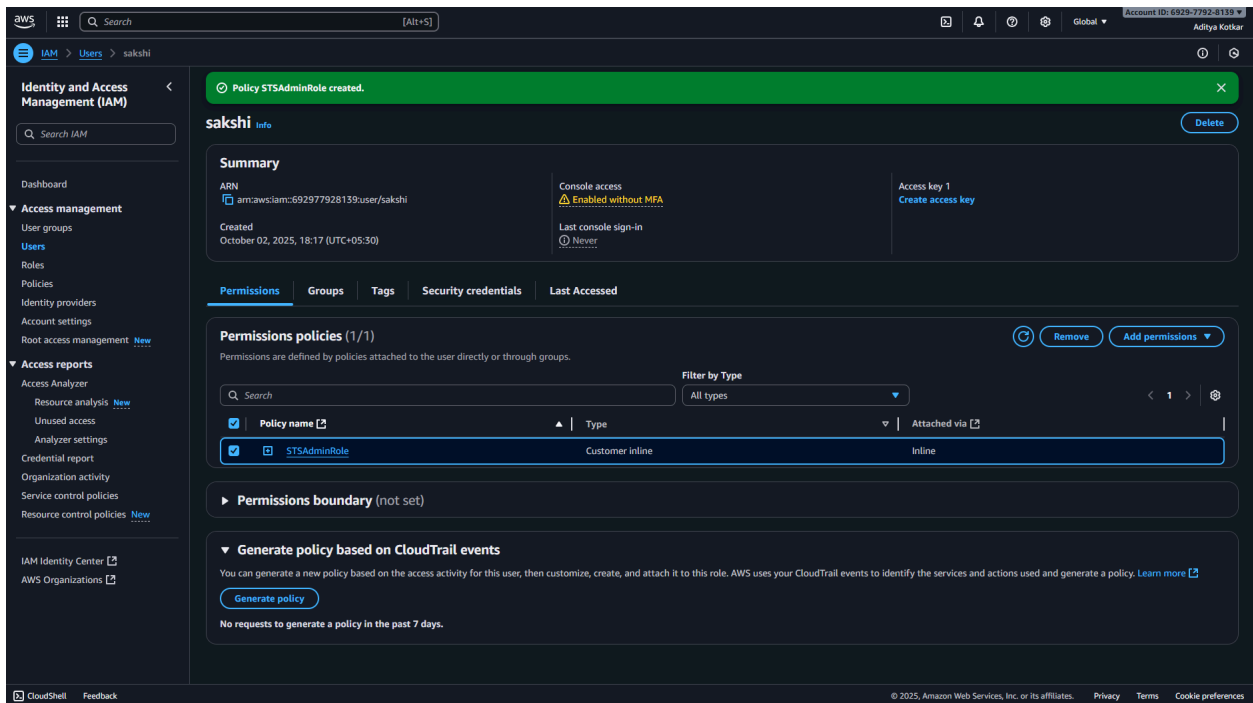 aws
Search [Alt+S]
Global
Account ID: 6929-7792-8139
Aditya Kotkar
IAM > Users > sakshi
Identity and Access Management (IAM)
Search IAM
Dashboard
Access management
User groups
Users
Roles
Policies
Identity providers
Account settings
Root access management New
Access reports
Access Analyzer
Resource analysis New
Unused access
Analyzer settings
Credential report
Organization activity
Service control policies
Resource control policies New
IAM Identity Center
AWS Organizations
Policy STSAdminRole created.
sakshi Info
Delete
Summary
ARN
arn:aws:iam::692977928139:user/sakshi
Console access
Enabled without MFA
Access key 1
Create access key
Created
October 02, 2025, 18:17 (UTC+05:30)
Last console sign-in
Never
Permissions Groups Tags Security credentials Last Accessed
Permissions policies (1/1)
Remove
Add permissions
Permissions are defined by policies attached to the user directly or through groups.
Filter by Type
Search
All types
1
Policy name Type Attached via
STSAdminRole Customer inline Inline
Permissions boundary (not set)
Generate policy based on CloudTrail events
You can generate a new policy based on the access activity for this user, then customize, create, and attach it to this role. AWS uses your CloudTrail events to identify the services and actions used and generate a policy. Learn more
Generate policy
No requests to generate a policy in the past 7 days.
CloudShell Feedback
© 2025, Amazon Web Services, Inc. or its affiliates. Privacy Terms Cookie preferences